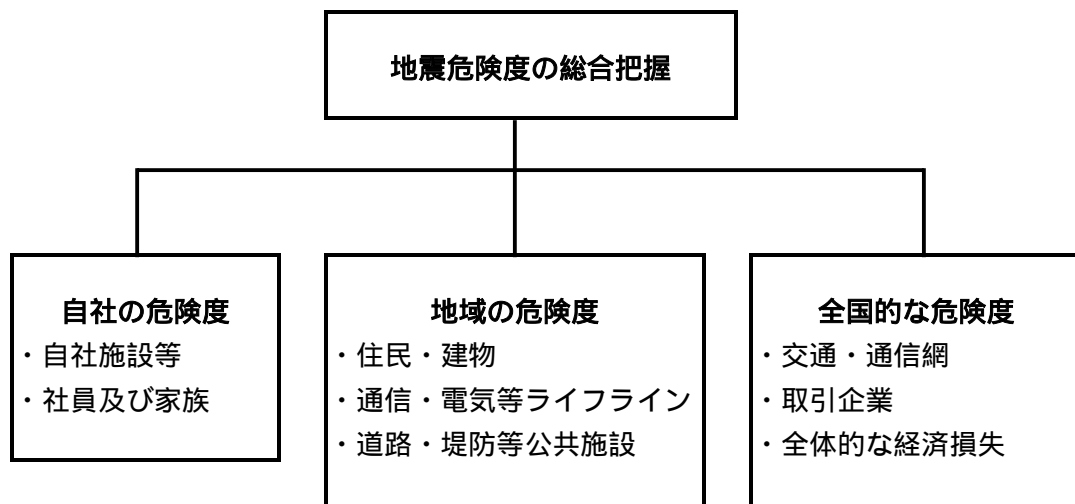 地震危険度の総合把握
自社の危険度
・自社施設等
・社員及び家族
地域の危険度
・住民・建物
・通信・電気等ライフライン
・道路・堤防等公共施設
全国的な危険度
・交通・通信網
・取引企業
・全体的な経済損失